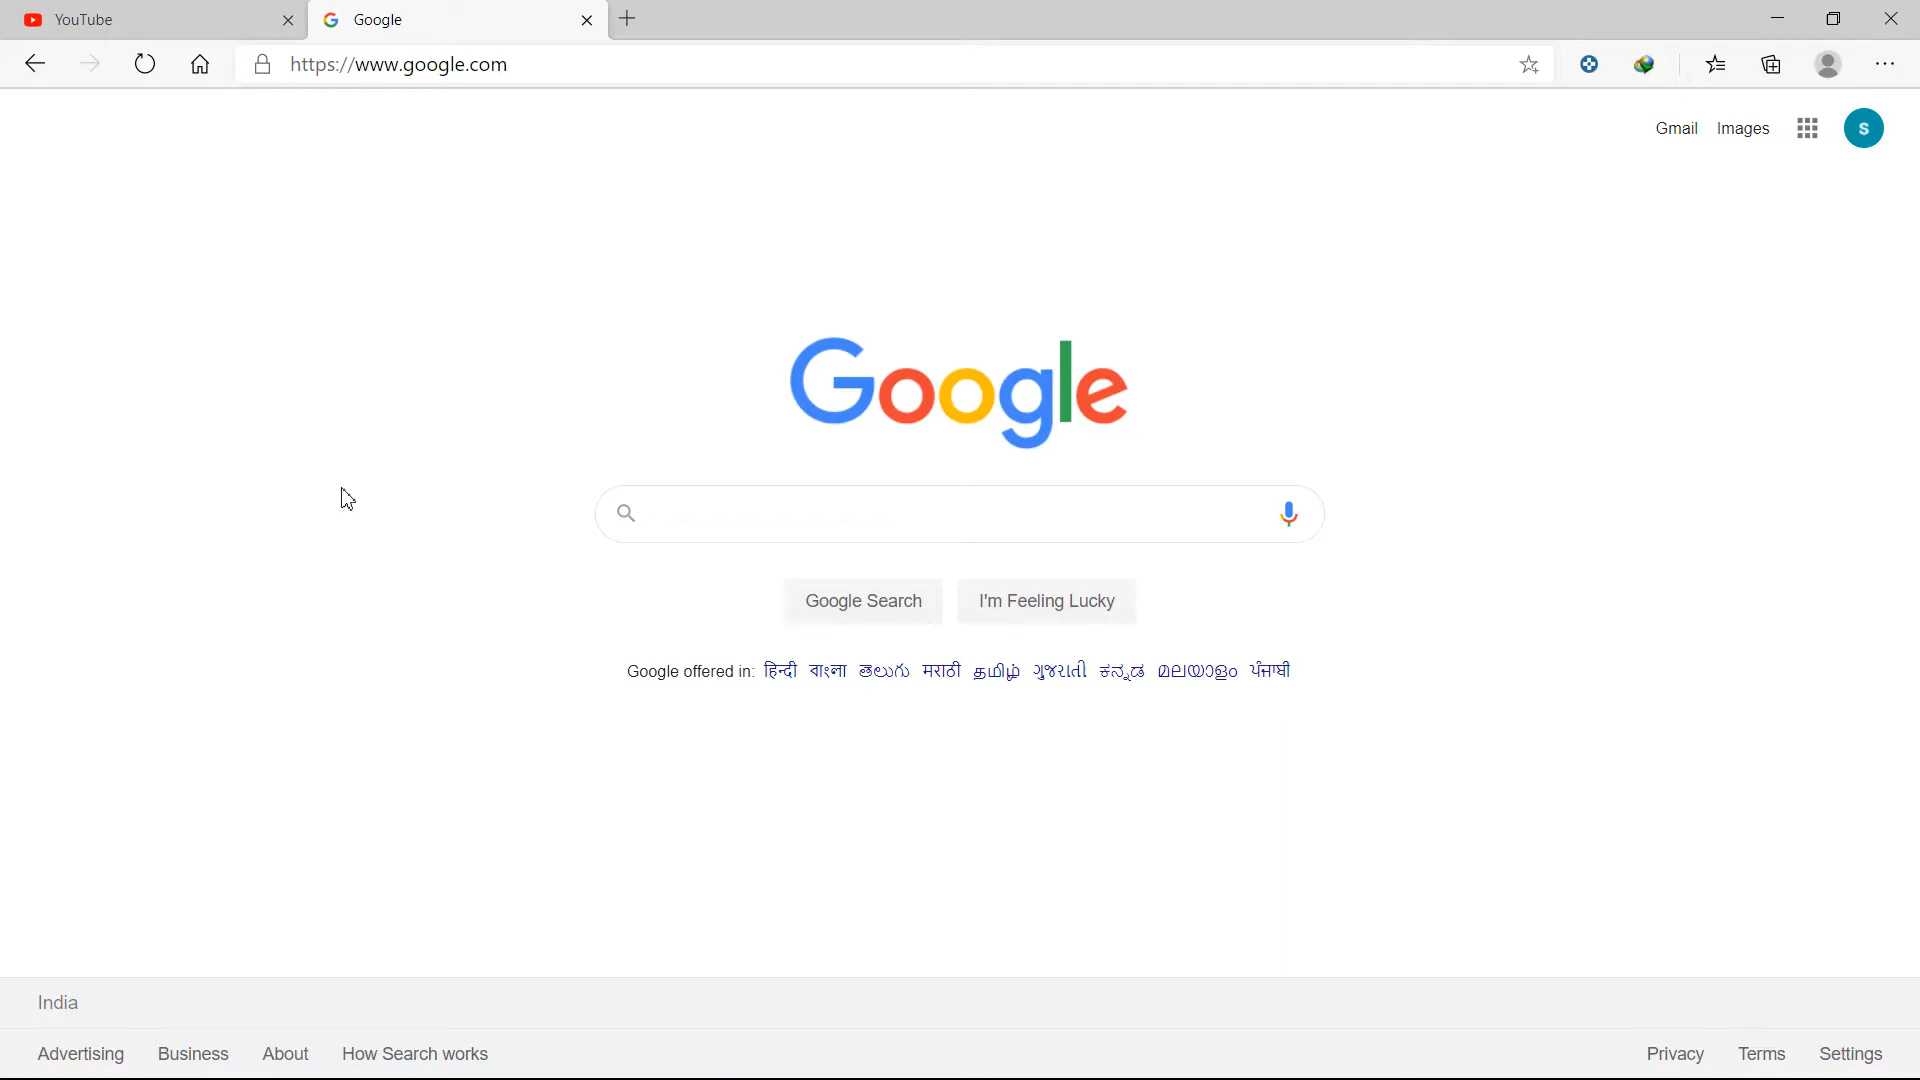 YouTube
Google
https://www.google.com
Gmail Images
S
Google
Google Search I'm Feeling Lucky
Google offered in: हिन्दी বাংলা తెలుగు मराठी தமிழ் ગુજરાતી ಕನ್ನಡ മലയാളം ਪੰਜਾਬੀ
India
Advertising Business About How Search works Privacy Terms Settings